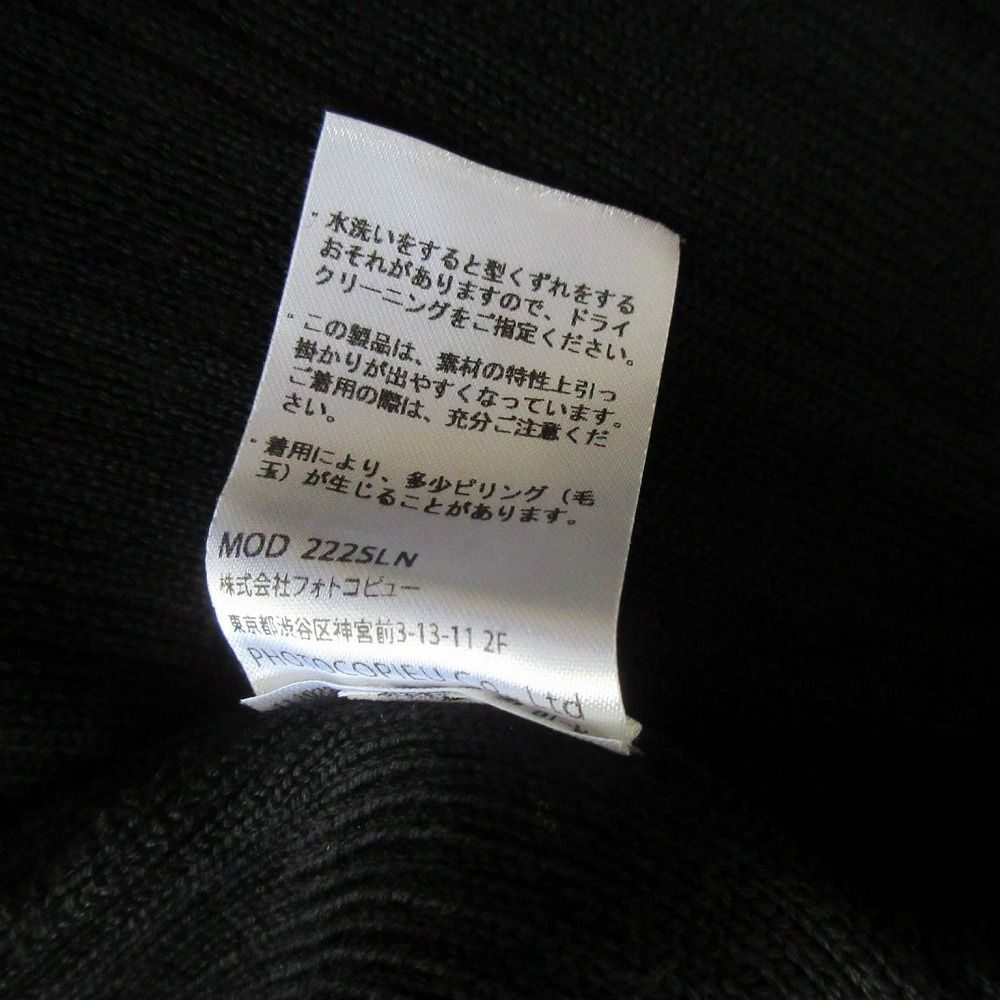 ・水洗いをすると型くずれをする
おそれがありますので、ドライ
クリーニングをご指定ください。
・この製品は、素材の特性上引っ
掛かりが出やすくなっています。
ご着用の際は、充分ご注意くだ
さい。
・着用により、多少ピリング（毛
玉）が生じることがあります。
MOD 222SLN
株式会社フォトコピュー
東京都渋谷区神宮前3-13-11 2F
PHOTOCOPIEU Co., Ltd